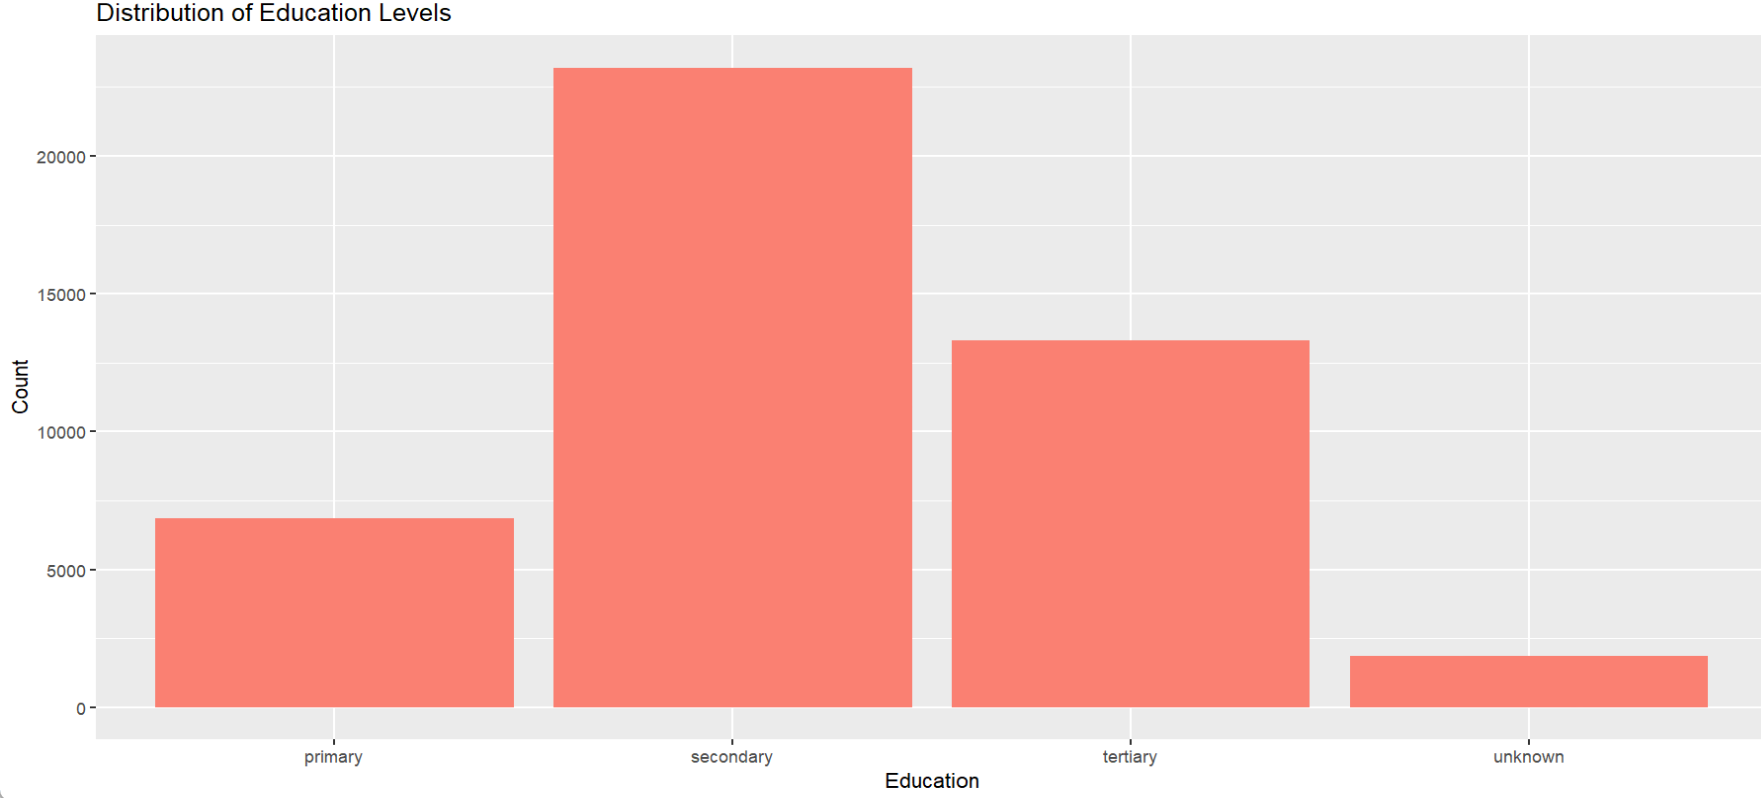 Distribution of Education Levels
20000
15000
10000
5000
0
Count
primary secondary tertiary unknown
Education